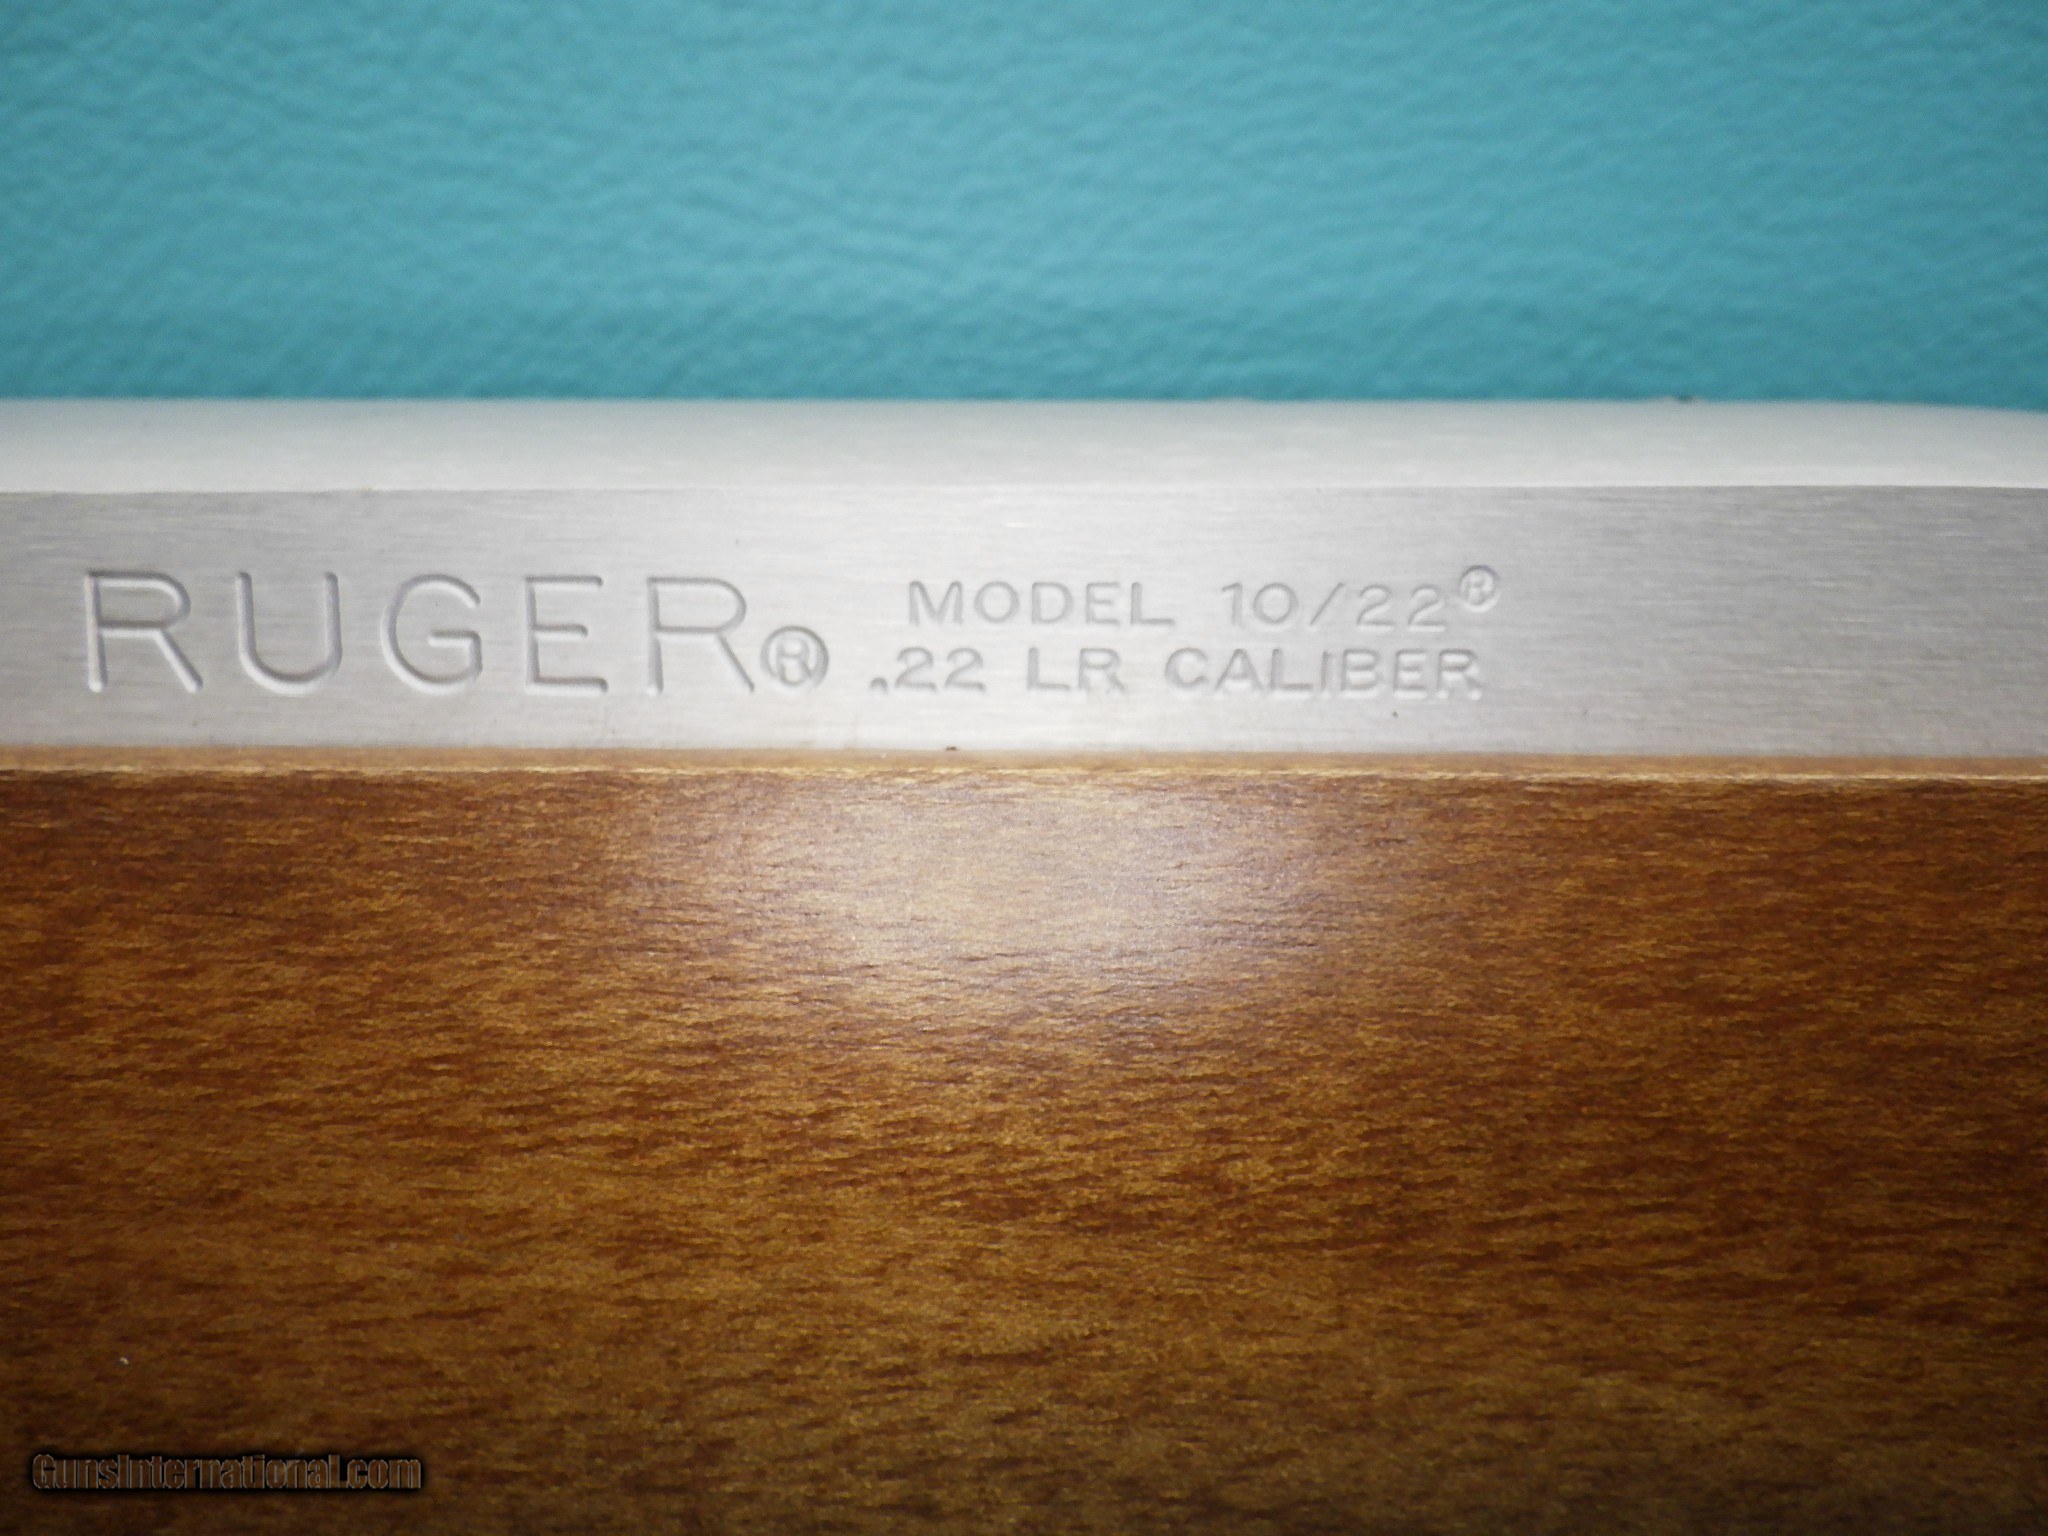 RUGER® MODEL 10/22®
.22 LR CALIBER
GunsInternational.com